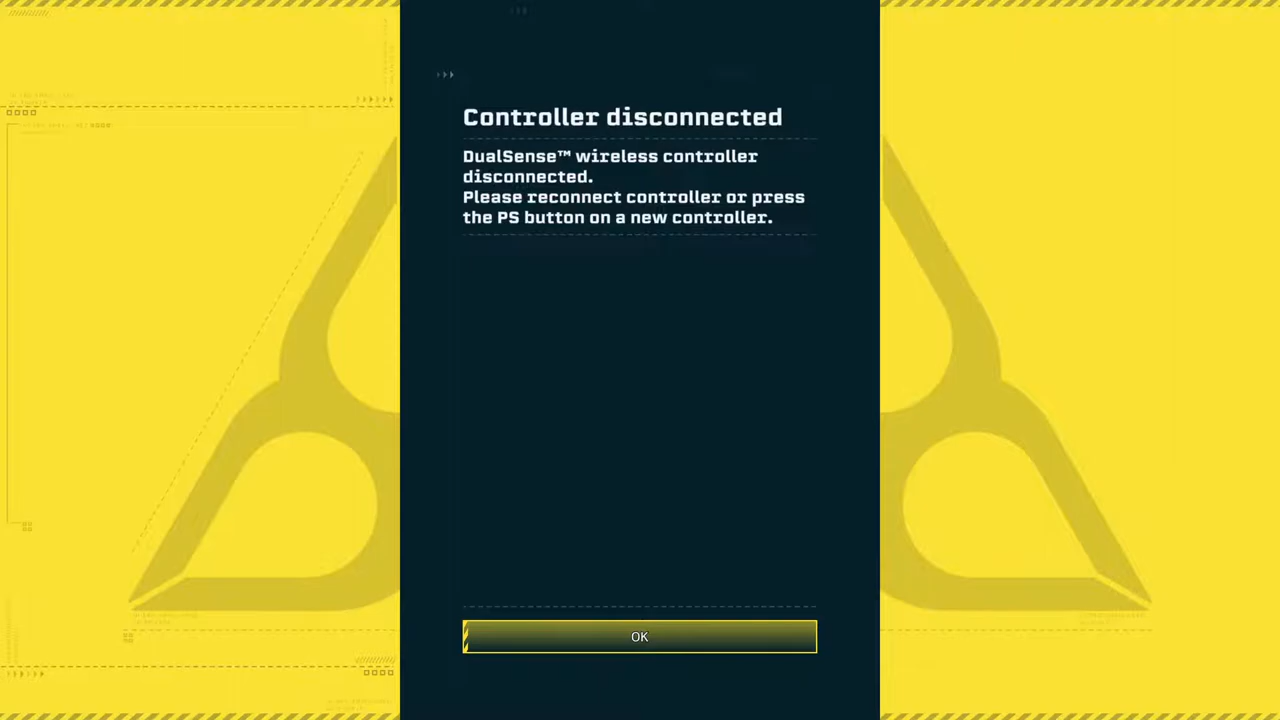 Controller disconnected
DualSense™ wireless controller
disconnected.
Please reconnect controller or press
the PS button on a new controller.
OK